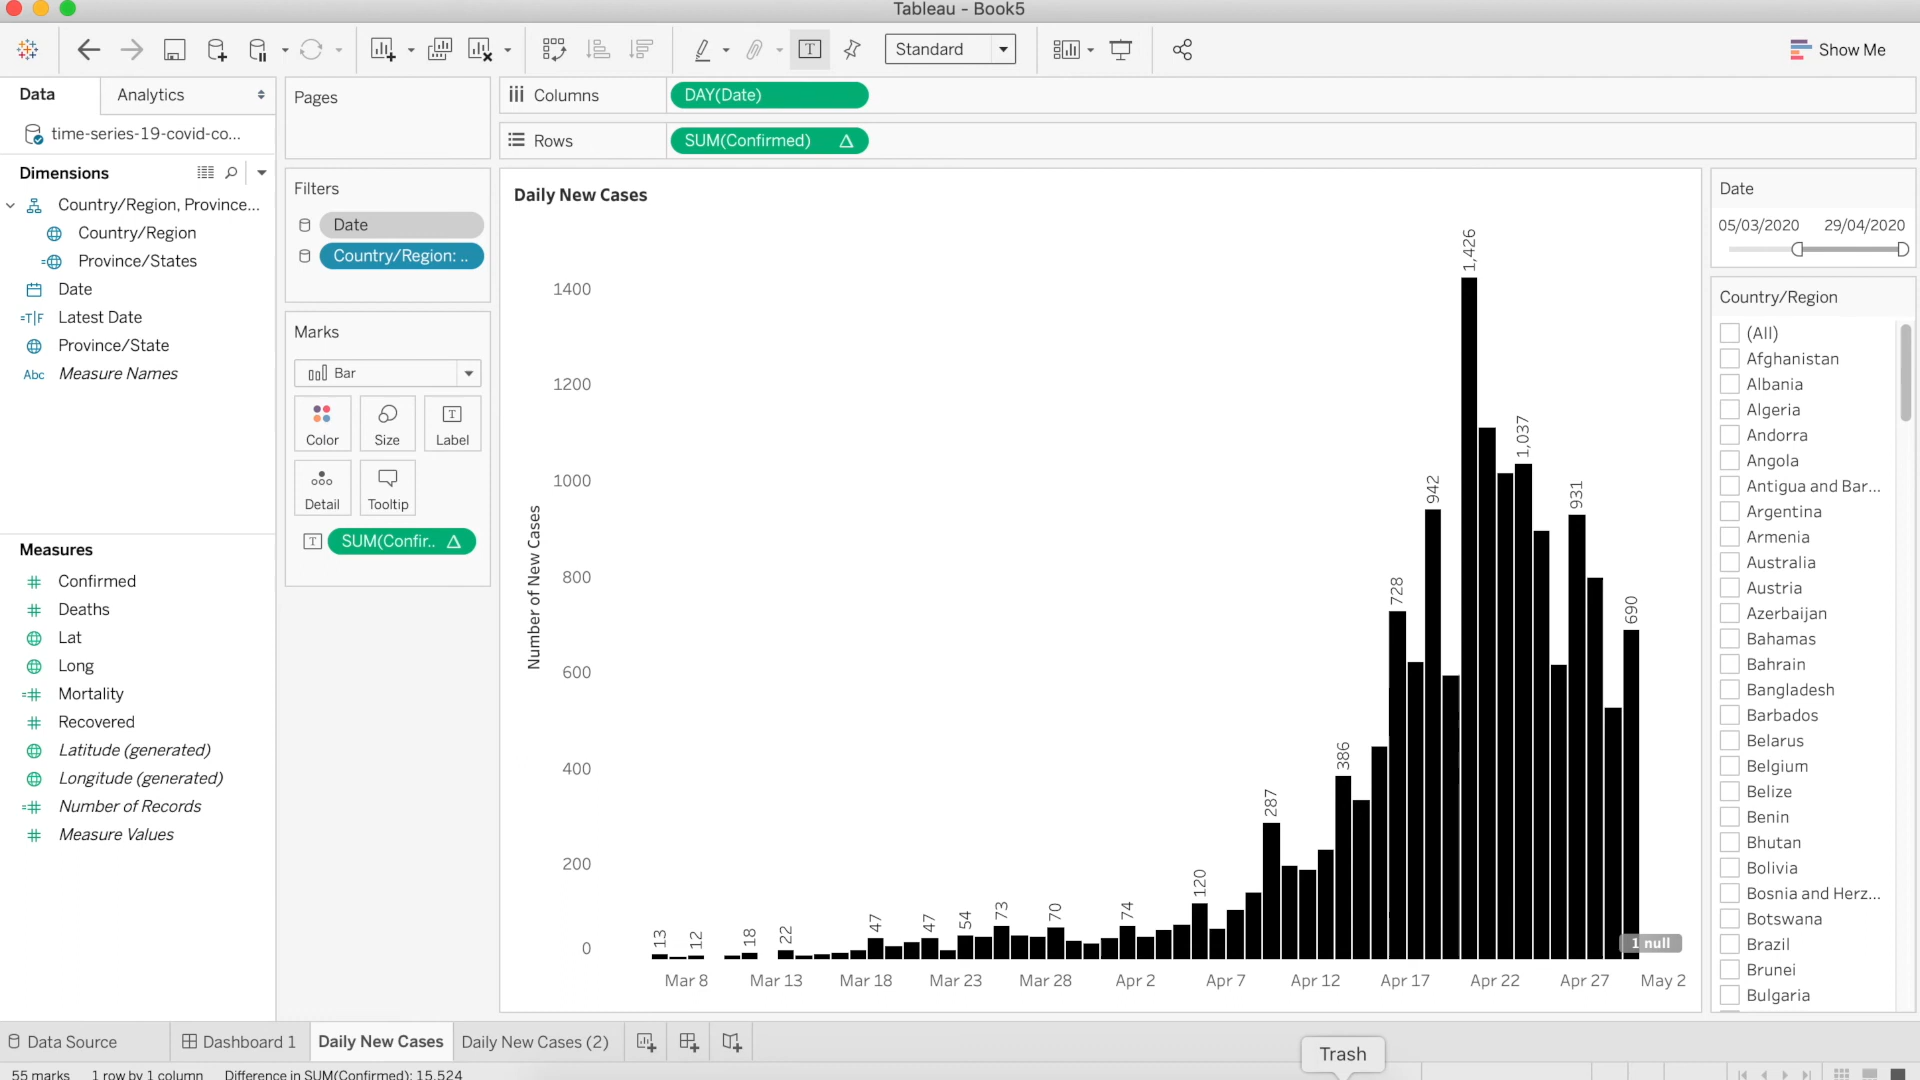 Tableau - Book5
Standard
Show Me
Data
Analytics
time-series-19-covid-co...
Dimensions
Country/Region, Province...
Country/Region
Province/States
Date
=T|F Latest Date
Province/State
Abc Measure Names
Measures
Confirmed
Deaths
Lat
Long
Mortality
Recovered
Latitude (generated)
Longitude (generated)
Number of Records
Measure Values
Pages
Filters
Date
Country/Region: ..
Marks
Bar
Color
Size
Label
Detail
Tooltip
SUM(Confir.. Δ
Columns
DAY(Date)
Rows
SUM(Confirmed) Δ
Daily New Cases
Number of New Cases
1400
1200
1000
800
600
400
200
0
13
12
18
22
47
47
54
73
70
74
120
287
386
728
942
1,426
1,037
931
690
1 null
Mar 8
Mar 13
Mar 18
Mar 23
Mar 28
Apr 2
Apr 7
Apr 12
Apr 17
Apr 22
Apr 27
May 2
Date
05/03/2020 29/04/2020
Country/Region
(All)
Afghanistan
Albania
Algeria
Andorra
Angola
Antigua and Bar...
Argentina
Armenia
Australia
Austria
Azerbaijan
Bahamas
Bahrain
Bangladesh
Barbados
Belarus
Belgium
Belize
Benin
Bhutan
Bolivia
Bosnia and Herz...
Botswana
Brazil
Brunei
Bulgaria
Data Source
Dashboard 1
Daily New Cases
Daily New Cases (2)
Trash
55 marks 1 row by 1 column Difference in SUM(Confirmed): 15,524